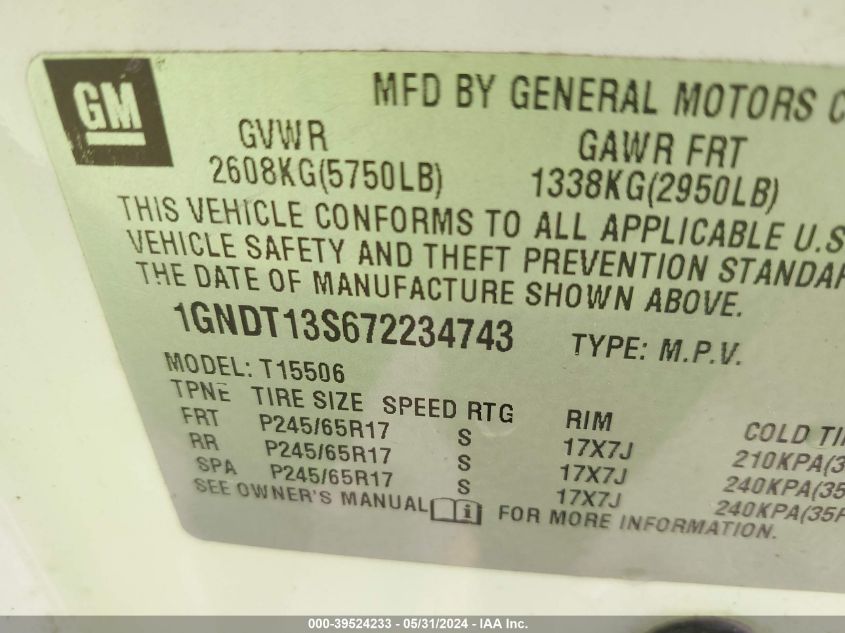 GM
MFD BY GENERAL MOTORS C
GVWR GAWR FRT
2608KG(5750LB) 1338KG(2950LB)
THIS VEHICLE CONFORMS TO ALL APPLICABLE U.S
VEHICLE SAFETY AND THEFT PREVENTION STANDAR
THE DATE OF MANUFACTURE SHOWN ABOVE.
1GNDT13S672234743 TYPE: M.P.V.
MODEL: T15506
TPNE TIRE SIZE SPEED RTG RIM COLD TI
FRT P245/65R17 S 17X7J 210KPA(3
RR P245/65R17 S 17X7J 240KPA(35
SPA P245/65R17 S 17X7J 240KPA(35P
SEE OWNER'S MANUAL i FOR MORE INFORMATION.
000-39524233 - 05/31/2024 - IAA Inc.